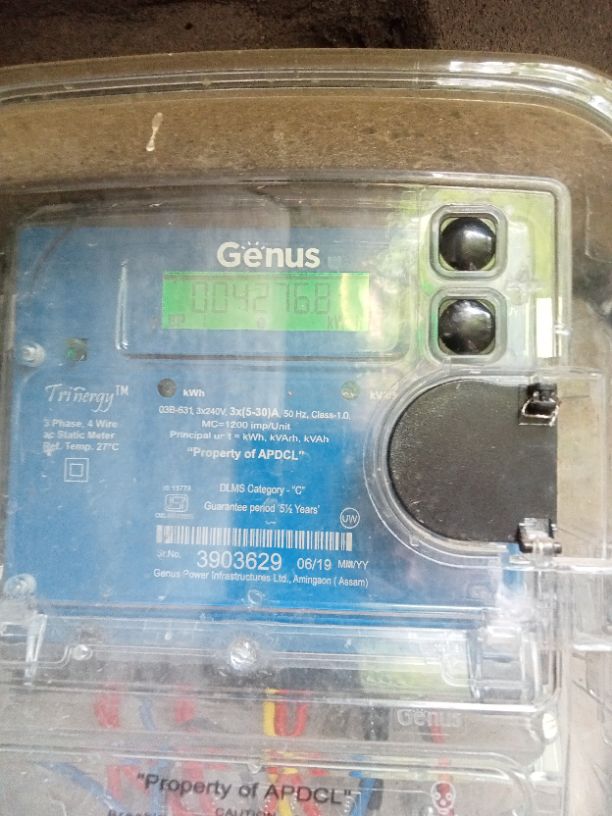 Genus
0042768
Trinergy™
kWh
03B-631, 3x240V, 3x(5-30)A, 50 Hz, Class-1.0,
3 Phase, 4 Wire
MC=1200 imp/Unit
ac Static Meter
Principal unit = kWh, kVArh, kVAh
Ref. Temp. 27°C
"Property of APDCL"
IS 13779
DLMS Category - "C"
Guarantee period '5½ Years'
UW
Sr.No. 3903629 06/19 MM/YY
Genus Power Infrastructures Ltd., Amingaon ( Assam)
Genus
"Property of APDCL"
CAUTION